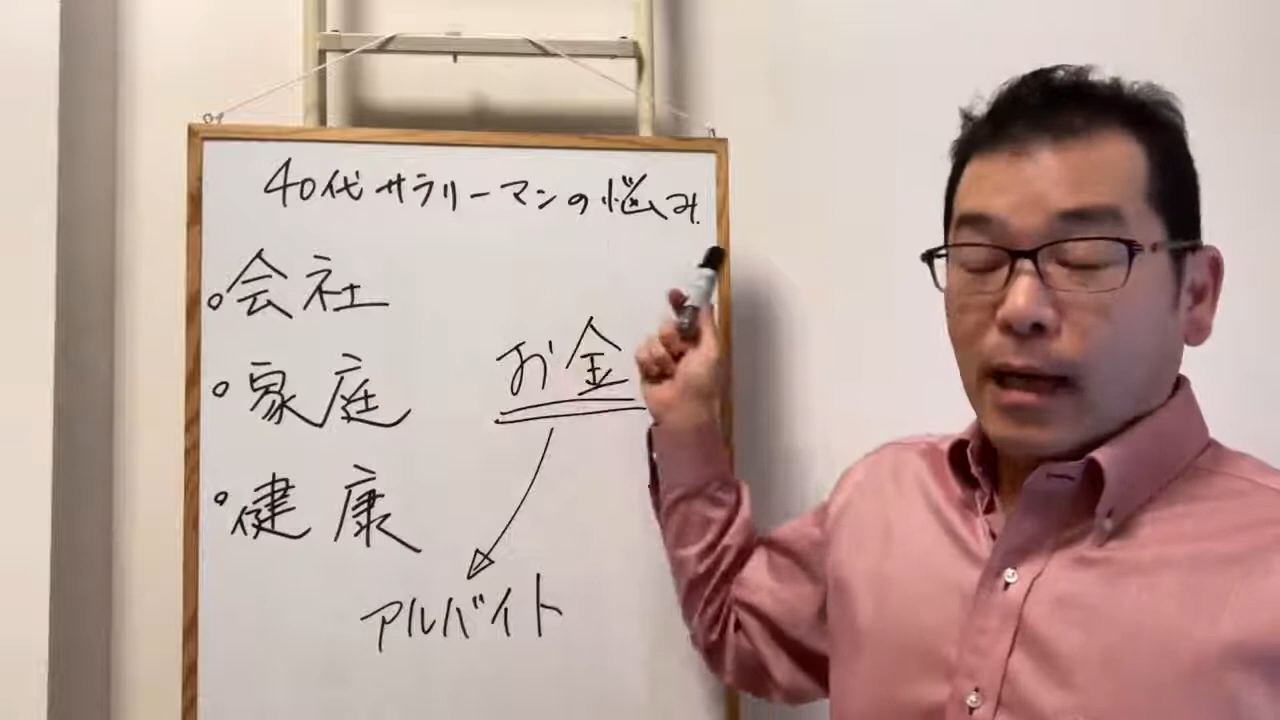 40代サラリーマンの悩み
・会社
・家庭
・健康
お金
アルバイト